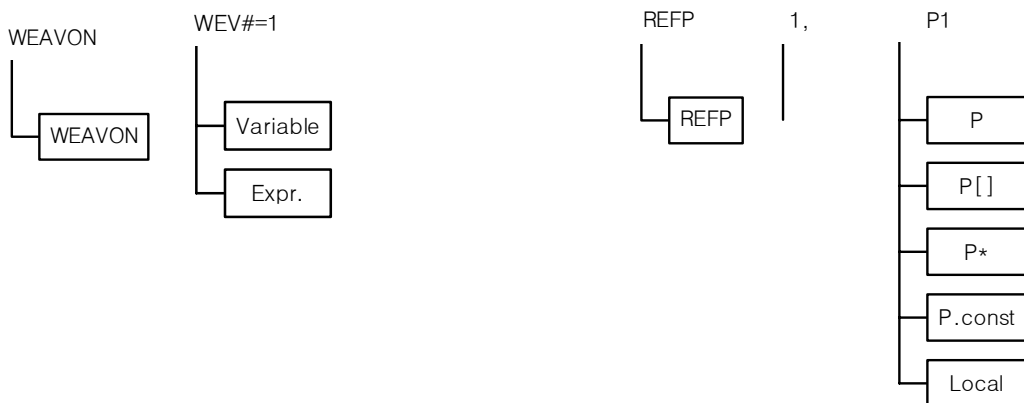 WEAVON
WEAVON
WEV#=1
Variable
Expr.
REFP
REFP
1,
P1
P
P[ ]
P*
P.const
Local